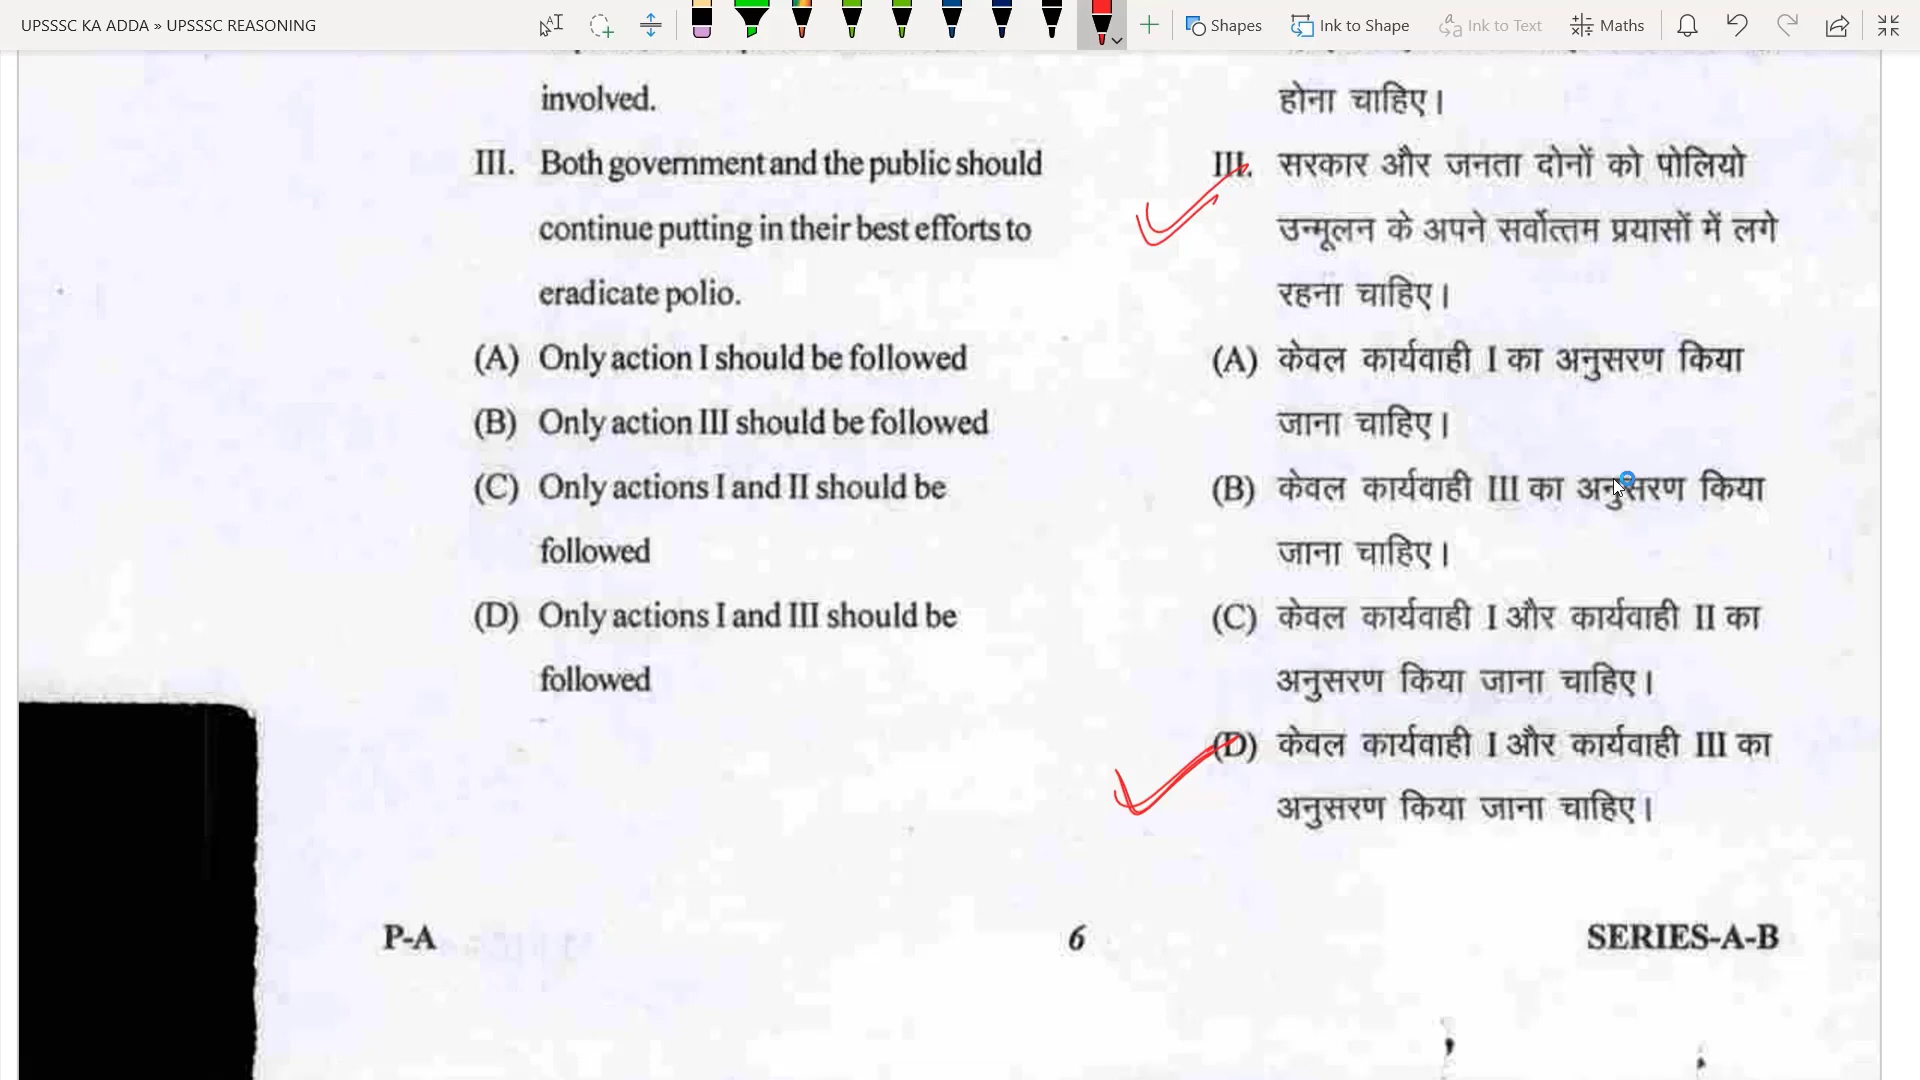 UPSSSC KA ADDA » UPSSSC REASONING
Shapes
Ink to Shape
Ink to Text
Maths
involved.
III. Both government and the public should
continue putting in their best efforts to
eradicate polio.
(A) Only action I should be followed
(B) Only action III should be followed
(C) Only actions I and II should be
followed
(D) Only actions I and III should be
followed
होना चाहिए।
III. सरकार और जनता दोनों को पोलियो
उन्मूलन के अपने सर्वोत्तम प्रयासों में लगे
रहना चाहिए।
(A) केवल कार्यवाही I का अनुसरण किया
जाना चाहिए।
(B) केवल कार्यवाही III का अनुसरण किया
जाना चाहिए।
(C) केवल कार्यवाही I और कार्यवाही II का
अनुसरण किया जाना चाहिए।
(D) केवल कार्यवाही I और कार्यवाही III का
अनुसरण किया जाना चाहिए।
P-A
6
SERIES-A-B